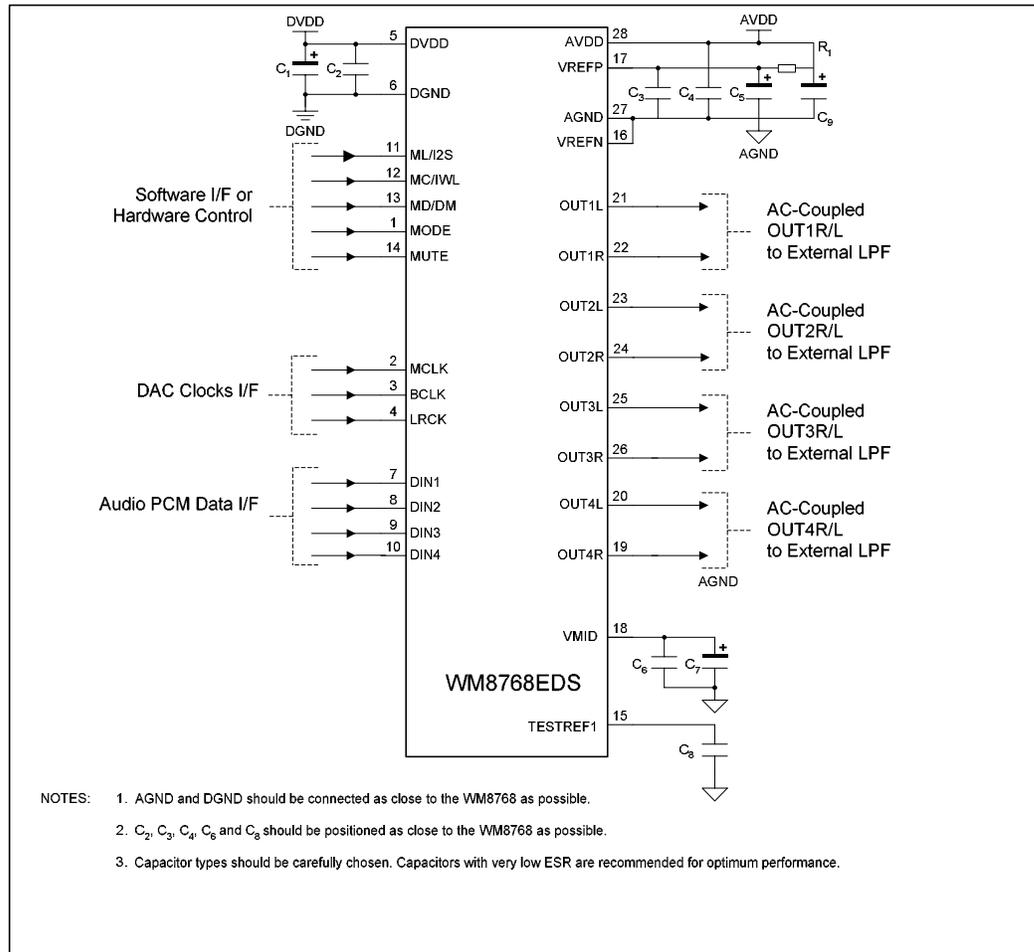 DVDD
5
DVDD
C1
+
C2
6
DGND
DGND
Software I/F or
Hardware Control
11
ML/I2S
12
MC/IWL
13
MD/DM
1
MODE
14
MUTE
DAC Clocks I/F
2
MCLK
3
BCLK
4
LRCK
Audio PCM Data I/F
7
DIN1
8
DIN2
9
DIN3
10
DIN4
AVDD
AVDD
28
R1
VREFP
17
C3
C4
C5
+
+
C9
AGND
27
VREFN
16
AGND
OUT1L
21
OUT1R
22
AC-Coupled
OUT1R/L
to External LPF
OUT2L
23
OUT2R
24
AC-Coupled
OUT2R/L
to External LPF
OUT3L
25
OUT3R
26
AC-Coupled
OUT3R/L
to External LPF
OUT4L
20
OUT4R
19
AC-Coupled
OUT4R/L
to External LPF
AGND
VMID
18
C6
C7
+
WM8768EDS
TESTREF1
15
C8
NOTES: 1. AGND and DGND should be connected as close to the WM8768 as possible.
2. C2, C3, C4, C6 and C8 should be positioned as close to the WM8768 as possible.
3. Capacitor types should be carefully chosen. Capacitors with very low ESR are recommended for optimum performance.